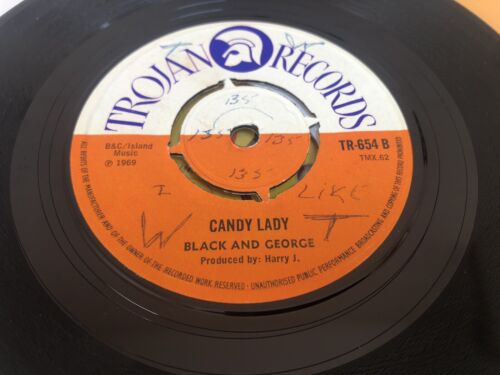 TROJAN RECORDS
135
135 135
135
B&C/Island
Music
℗ 1969
TR-654 B
TMX.62
I LIKE
W T
CANDY LADY
BLACK AND GEORGE
Produced by: Harry J.
ALL RIGHTS OF THE MANUFACTURER AND OF THE OWNER OF THE RECORDED WORK RESERVED · UNAUTHORISED PUBLIC PERFORMANCE BROADCASTING AND COPYING OF THIS RECORD PROHIBITED